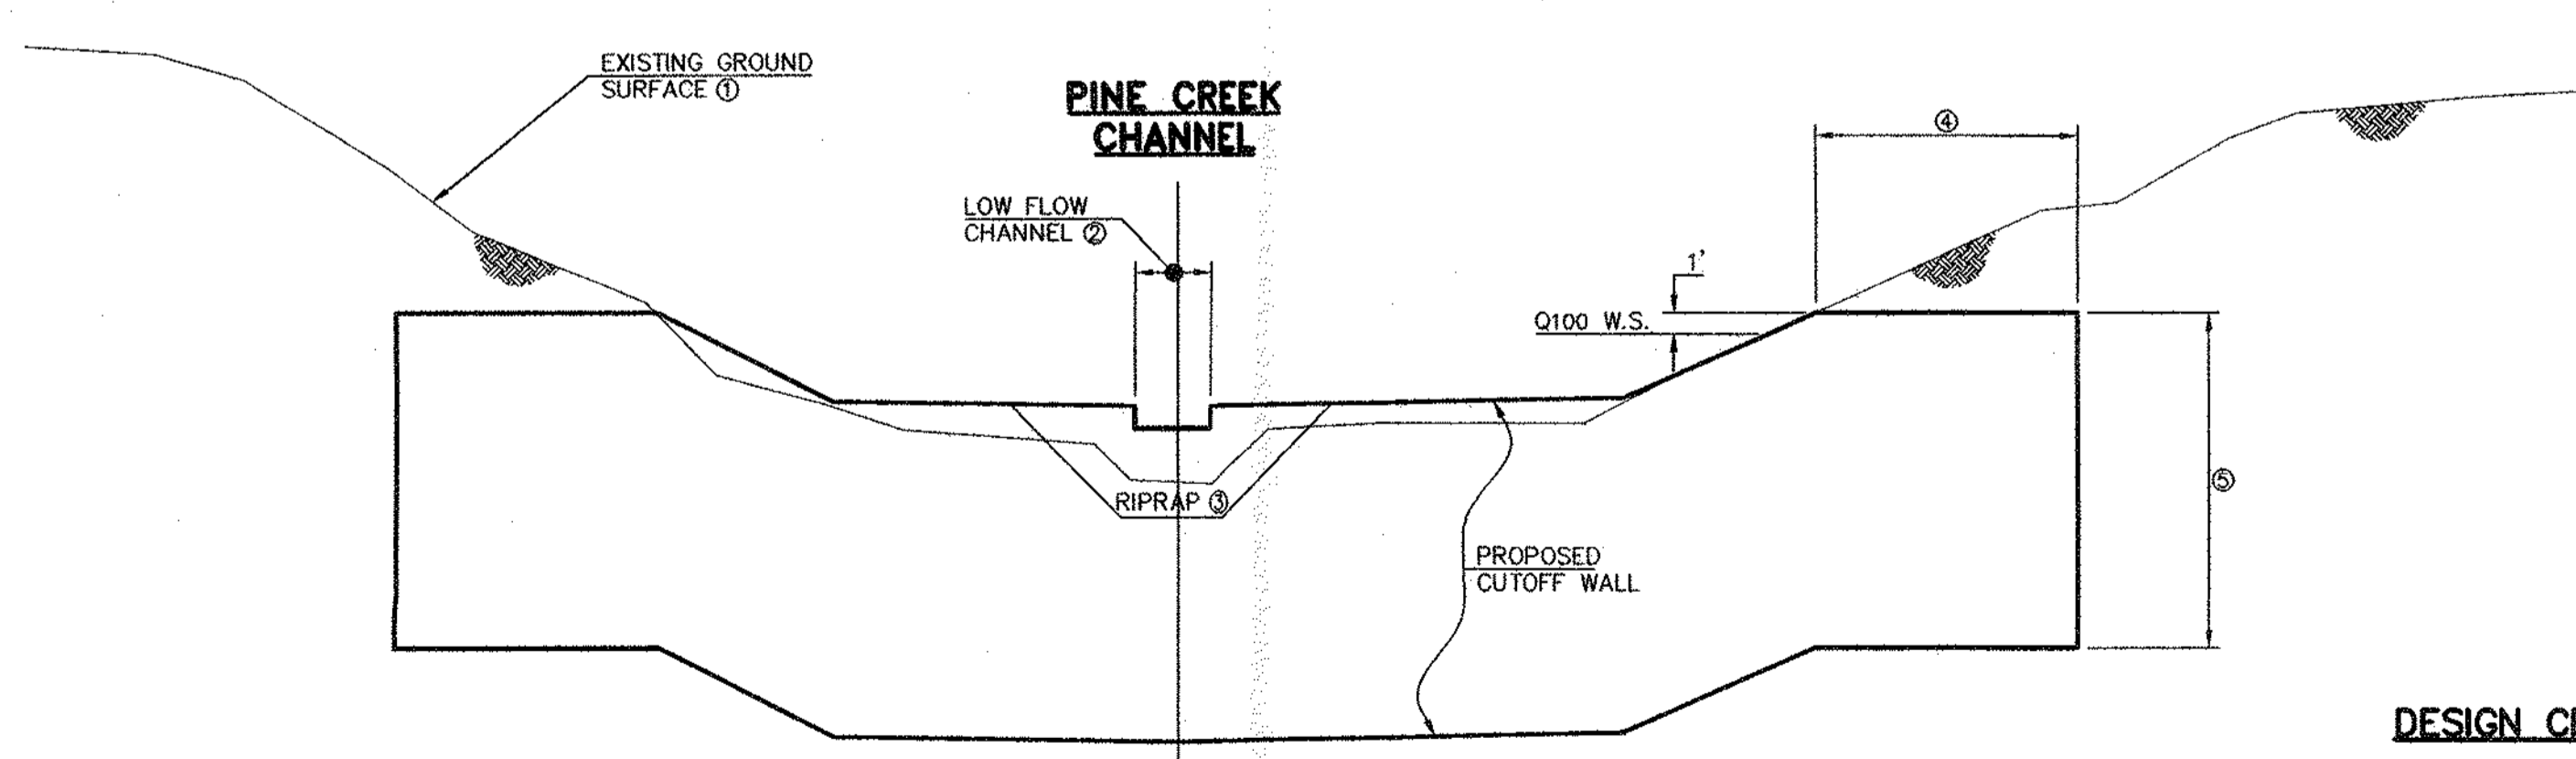 EXISTING GROUND
SURFACE ①
PINE CREEK
CHANNEL
④
LOW FLOW
CHANNEL ②
1'
Q100 W.S.
RIPRAP ③
⑤
PROPOSED
CUTOFF WALL
DESIGN